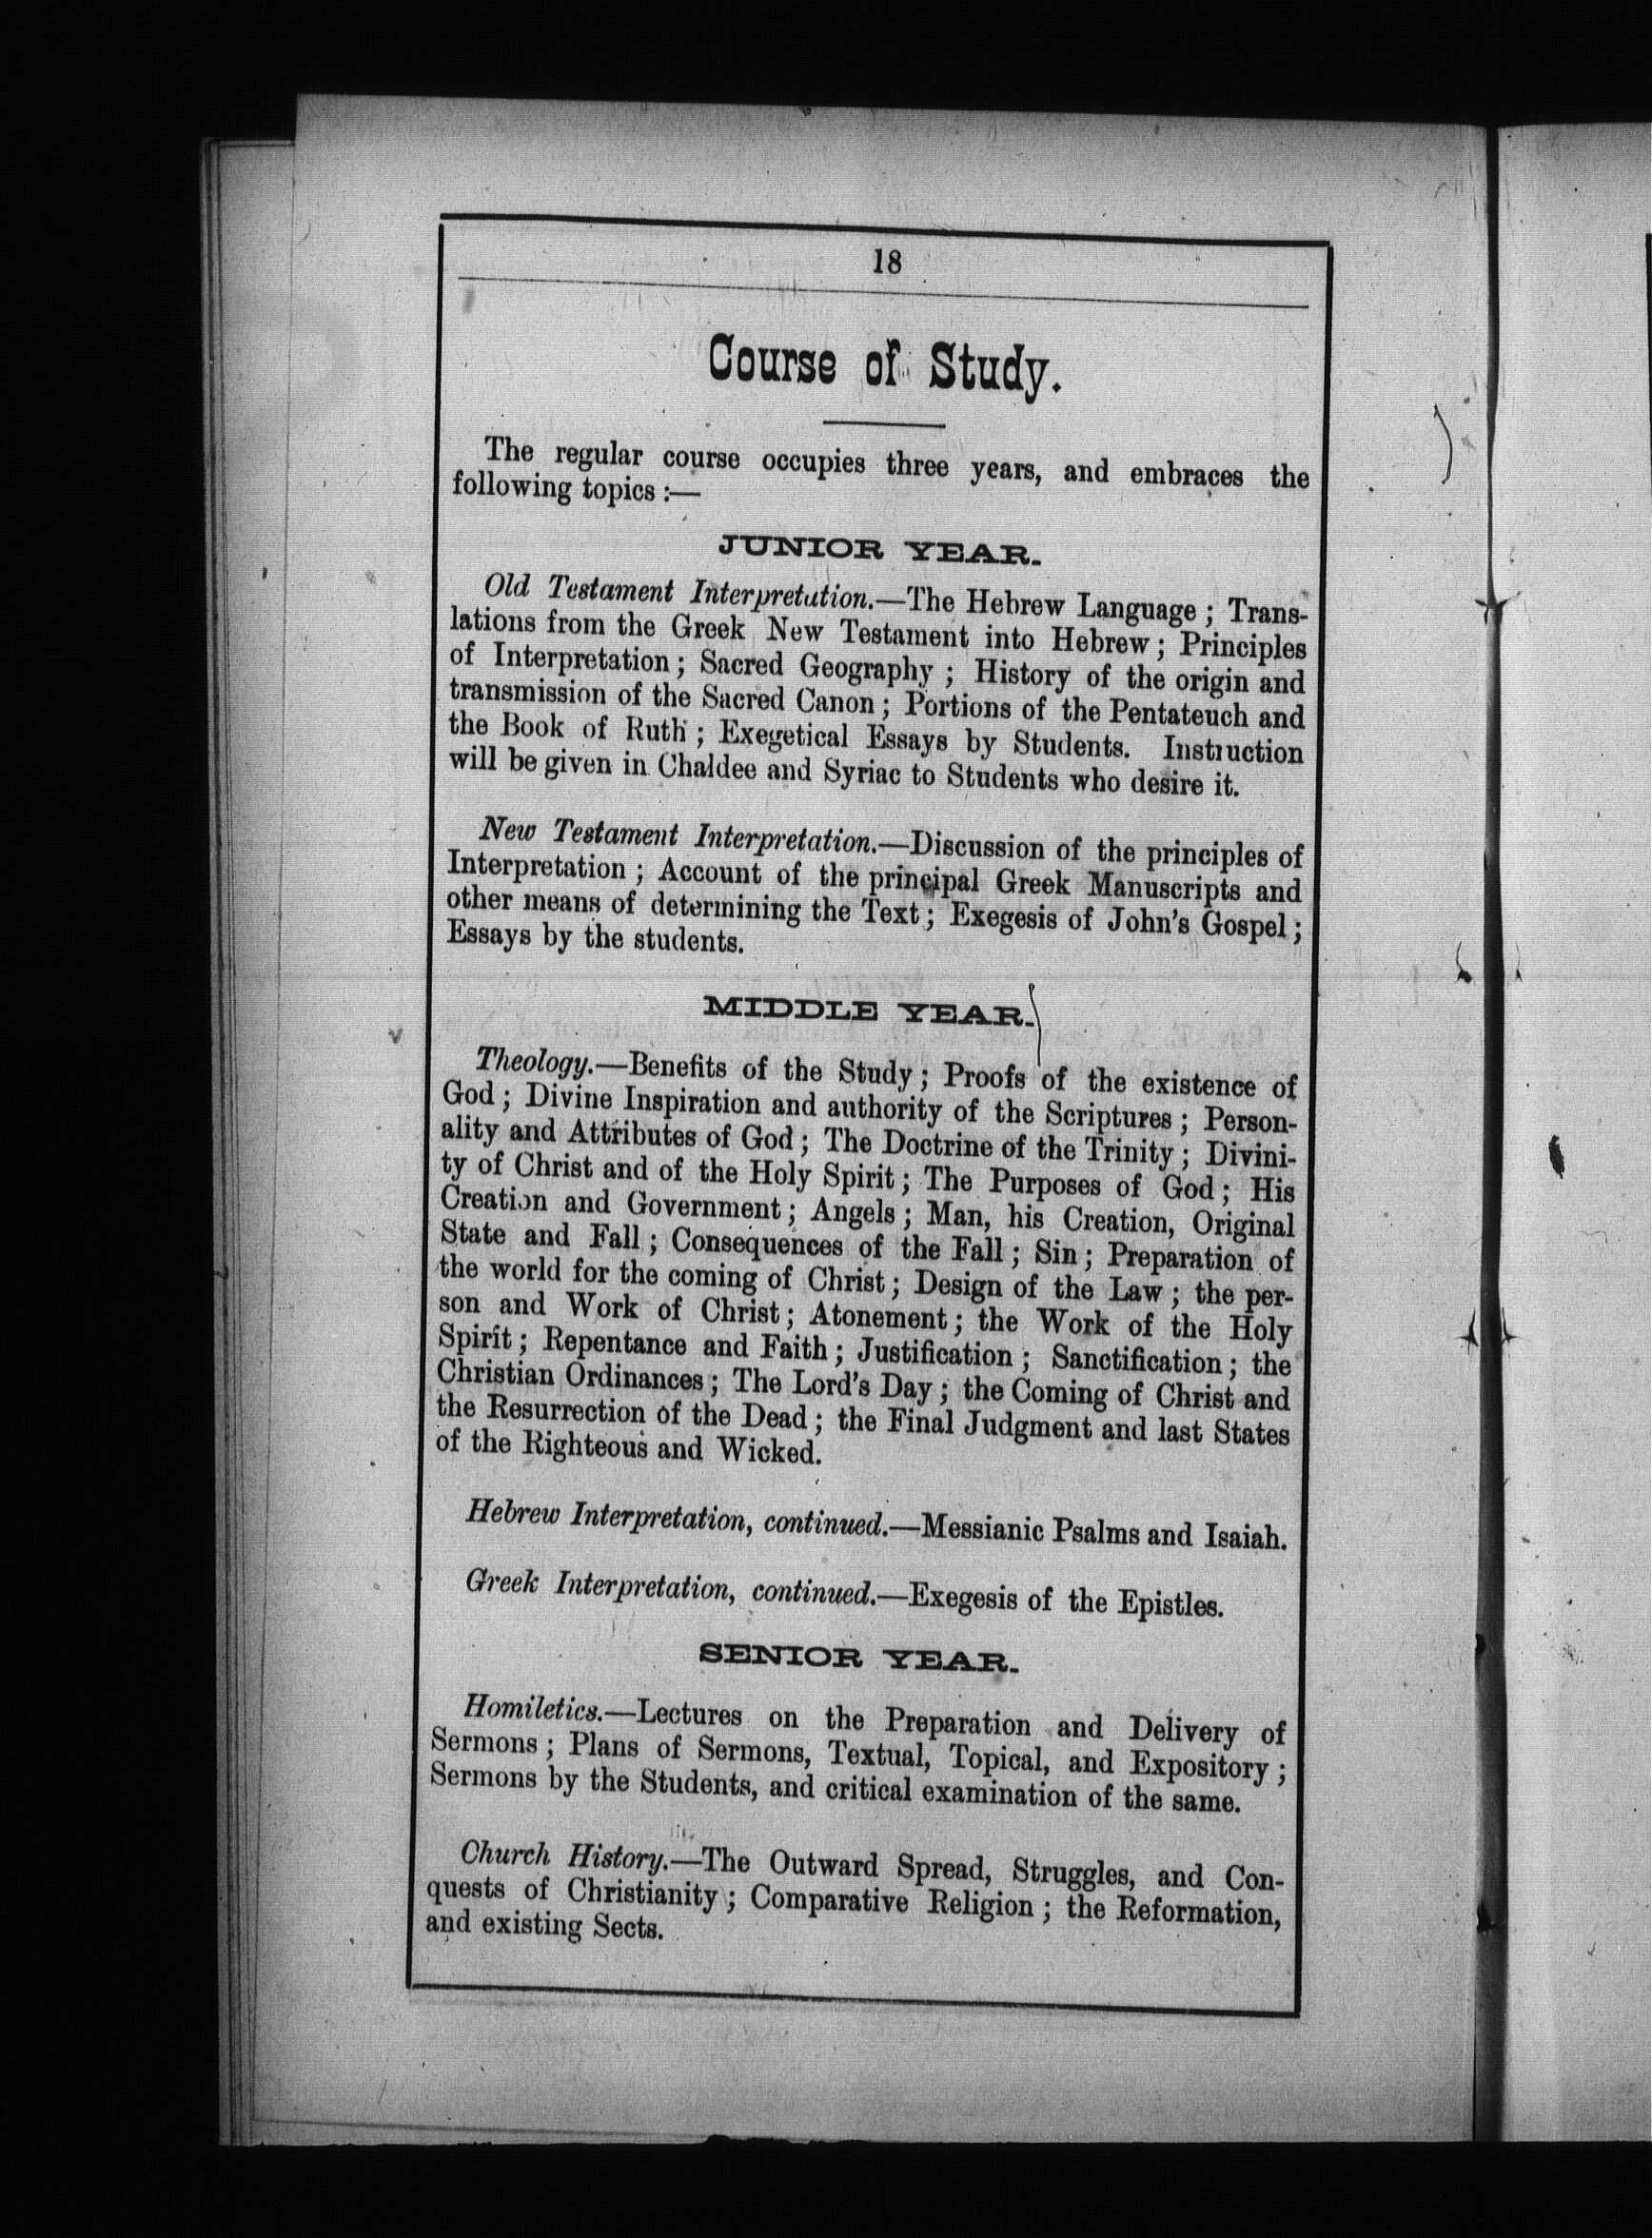 18
Course of Study.
The regular course occupies three years, and embraces the
following topics :—
JUNIOR YEAR.
Old Testament Interpretation.—The Hebrew Language ; Trans-
lations from the Greek New Testament into Hebrew ; Principles
of Interpretation ; Sacred Geography ; History of the origin and
transmission of the Sacred Canon ; Portions of the Pentateuch and
the Book of Ruth ; Exegetical Essays by Students. Instruction
will be given in Chaldee and Syriac to Students who desire it.
New Testament Interpretation.—Discussion of the principles of
Interpretation ; Account of the principal Greek Manuscripts and
other means of determining the Text ; Exegesis of John's Gospel ;
Essays by the students.
MIDDLE YEAR.
Theology.—Benefits of the Study ; Proofs of the existence of
God ; Divine Inspiration and authority of the Scriptures ; Person-
ality and Attributes of God ; The Doctrine of the Trinity ; Divini-
ty of Christ and of the Holy Spirit ; The Purposes of God ; His
Creation and Government ; Angels ; Man, his Creation, Original
State and Fall ; Consequences of the Fall ; Sin ; Preparation of
the world for the coming of Christ ; Design of the Law ; the per-
son and Work of Christ ; Atonement ; the Work of the Holy
Spirit ; Repentance and Faith ; Justification ; Sanctification ; the
Christian Ordinances ; The Lord's Day ; the Coming of Christ and
the Resurrection of the Dead ; the Final Judgment and last States
of the Righteous and Wicked.
Hebrew Interpretation, continued.—Messianic Psalms and Isaiah.
Greek Interpretation, continued.—Exegesis of the Epistles.
SENIOR YEAR.
Homiletics.—Lectures on the Preparation and Delivery of
Sermons ; Plans of Sermons, Textual, Topical, and Expository ;
Sermons by the Students, and critical examination of the same.
Church History.—The Outward Spread, Struggles, and Con-
quests of Christianity ; Comparative Religion ; the Reformation,
and existing Sects.